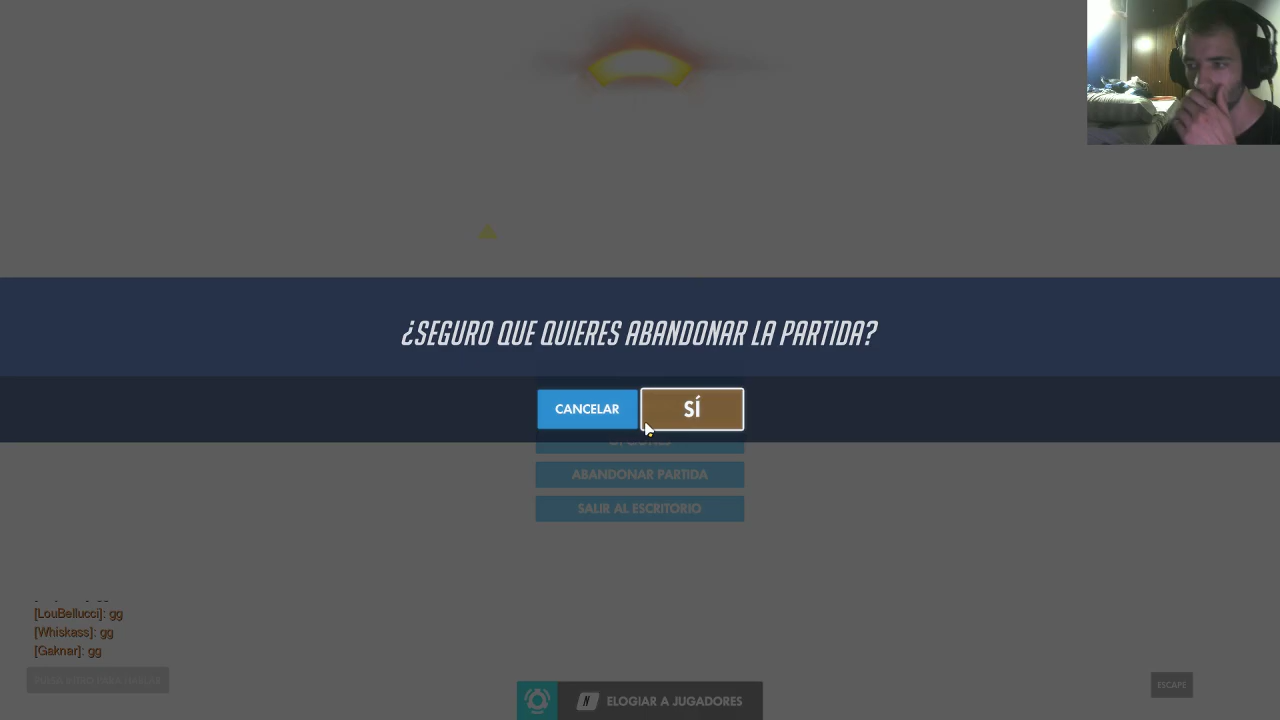 ¿SEGURO QUE QUIERES ABANDONAR LA PARTIDA?
CANCELAR
SÍ
OPCIONES
ABANDONAR PARTIDA
SALIR AL ESCRITORIO
[LouBellucci]: gg
[Whiskass]: gg
[Gaknar]: gg
N
ELOGIAR A JUGADORES
ESCAPE